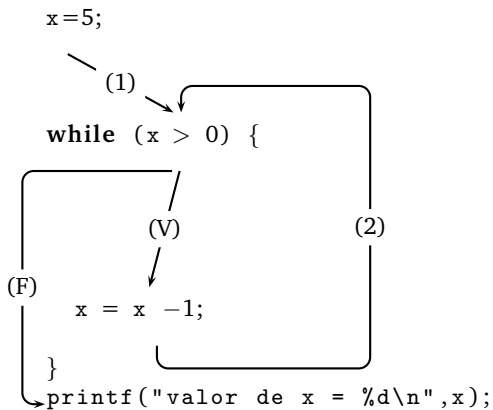 x=5;
(1)
while (x > 0) {
(V)
(2)
(F)
x = x −1;
}
printf("valor de x = %d\n",x);